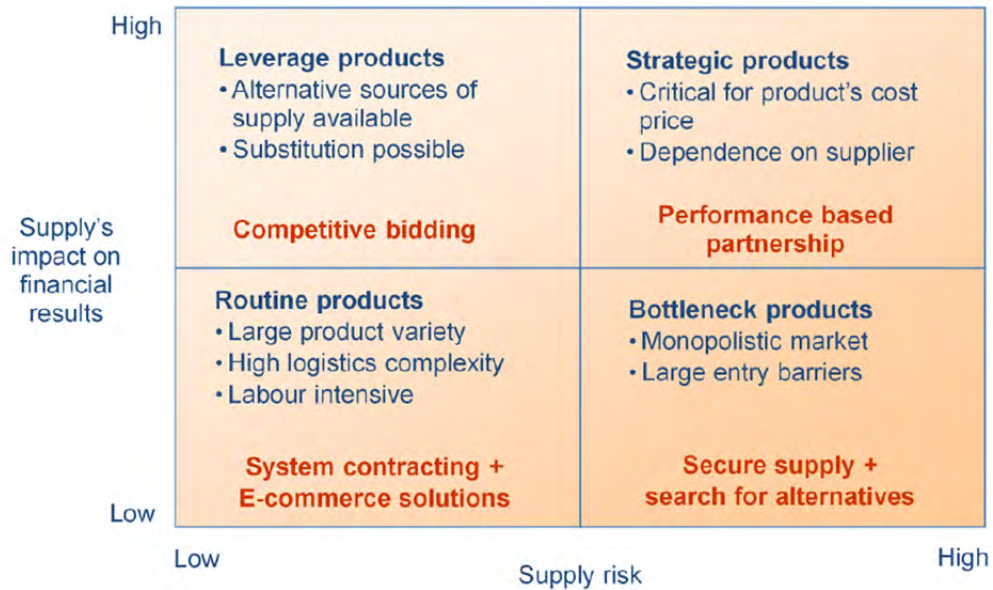 High
Leverage products
• Alternative sources of
supply available
• Substitution possible
Competitive bidding
Strategic products
• Critical for product's cost
price
• Dependence on supplier
Performance based
partnership
Supply's
impact on
financial
results
Routine products
• Large product variety
• High logistics complexity
• Labour intensive
System contracting +
E-commerce solutions
Bottleneck products
• Monopolistic market
• Large entry barriers
Secure supply +
search for alternatives
Low
Low
Supply risk
High